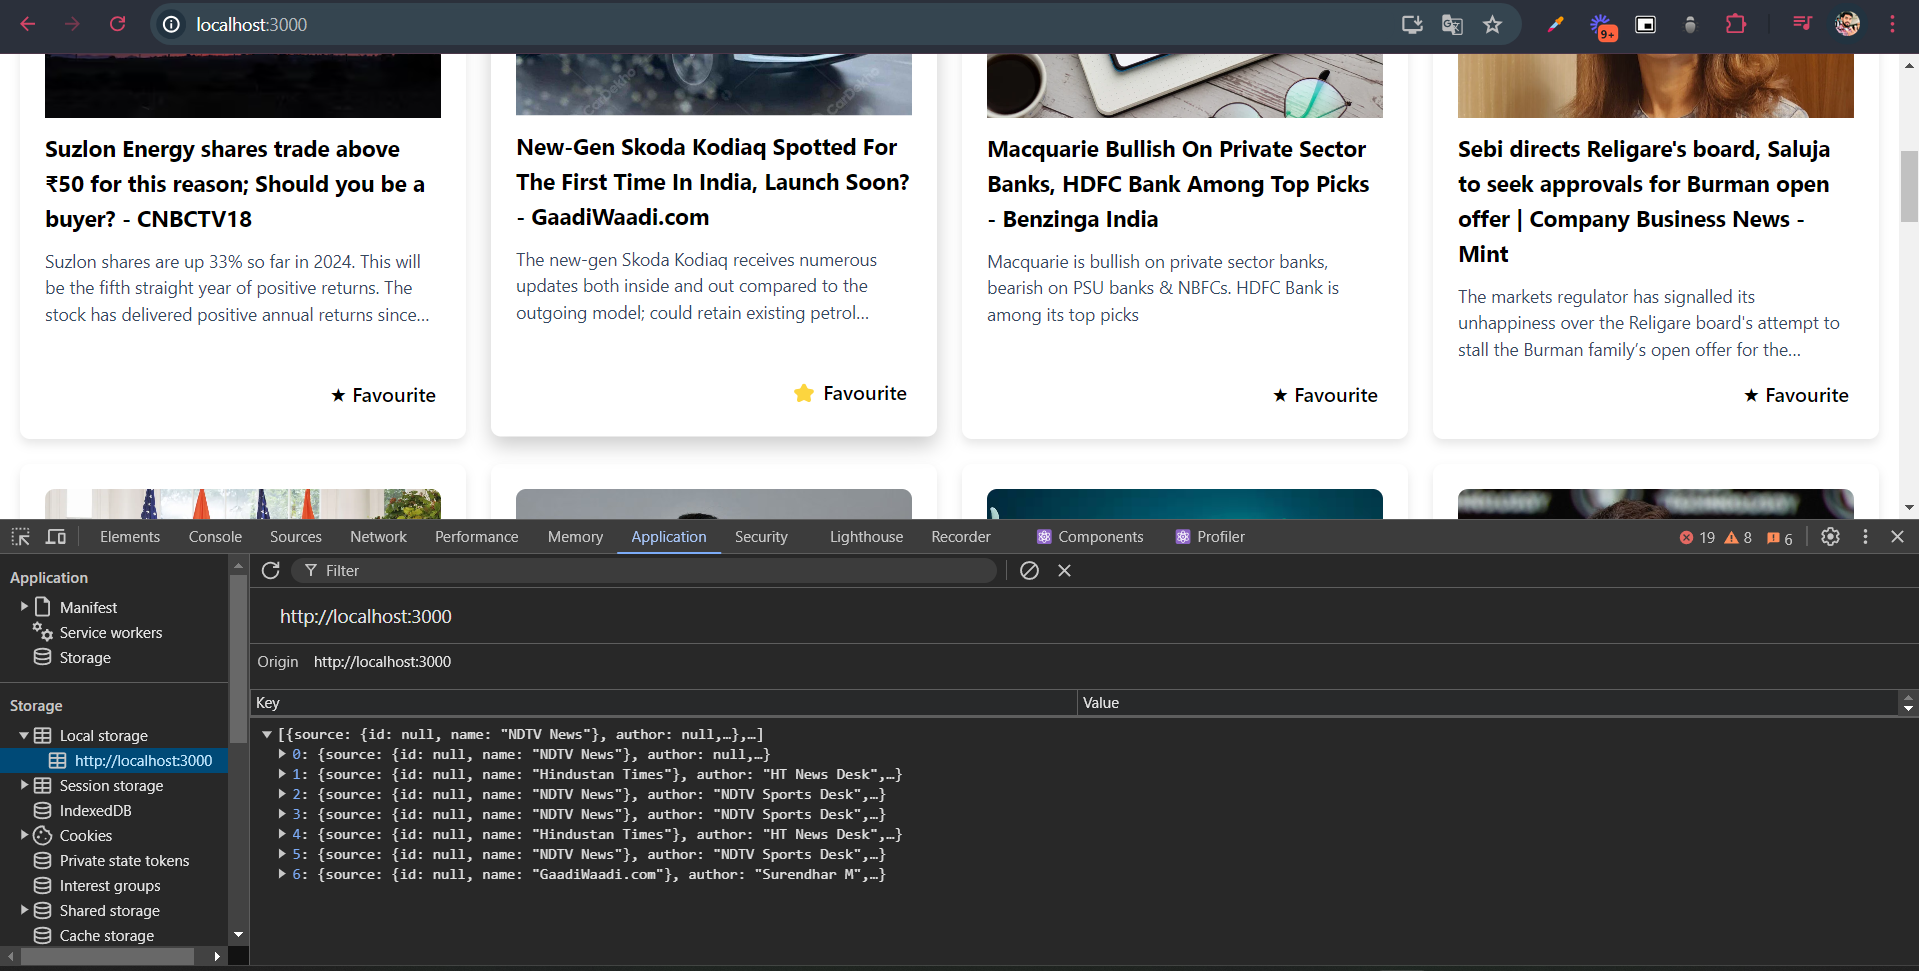 localhost:3000
9+
CarDekho
CarDekho
Suzlon Energy shares trade above
₹50 for this reason; Should you be a
buyer? - CNBCTV18
Suzlon shares are up 33% so far in 2024. This will
be the fifth straight year of positive returns. The
stock has delivered positive annual returns since...
★ Favourite
New-Gen Skoda Kodiaq Spotted For
The First Time In India, Launch Soon?
- GaadiWaadi.com
The new-gen Skoda Kodiaq receives numerous
updates both inside and out compared to the
outgoing model; could retain existing petrol...
Favourite
Macquarie Bullish On Private Sector
Banks, HDFC Bank Among Top Picks
- Benzinga India
Macquarie is bullish on private sector banks,
bearish on PSU banks & NBFCs. HDFC Bank is
among its top picks
★ Favourite
Sebi directs Religare's board, Saluja
to seek approvals for Burman open
offer | Company Business News -
Mint
The markets regulator has signalled its
unhappiness over the Religare board's attempt to
stall the Burman family’s open offer for the...
★ Favourite
Elements Console Sources Network Performance Memory Application Security Lighthouse Recorder Components Profiler 19 8 6
Application
Manifest
Service workers
Storage
Storage
Local storage
http://localhost:3000
Session storage
IndexedDB
Cookies
Private state tokens
Interest groups
Shared storage
Cache storage
Filter
http://localhost:3000
Origin http://localhost:3000
Key Value
[{source: {id: null, name: "NDTV News"}, author: null,…},…]
0: {source: {id: null, name: "NDTV News"}, author: null,…}
1: {source: {id: null, name: "Hindustan Times"}, author: "HT News Desk",…}
2: {source: {id: null, name: "NDTV News"}, author: "NDTV Sports Desk",…}
3: {source: {id: null, name: "NDTV News"}, author: "NDTV Sports Desk",…}
4: {source: {id: null, name: "Hindustan Times"}, author: "HT News Desk",…}
5: {source: {id: null, name: "NDTV News"}, author: "NDTV Sports Desk",…}
6: {source: {id: null, name: "GaadiWaadi.com"}, author: "Surendhar M",…}